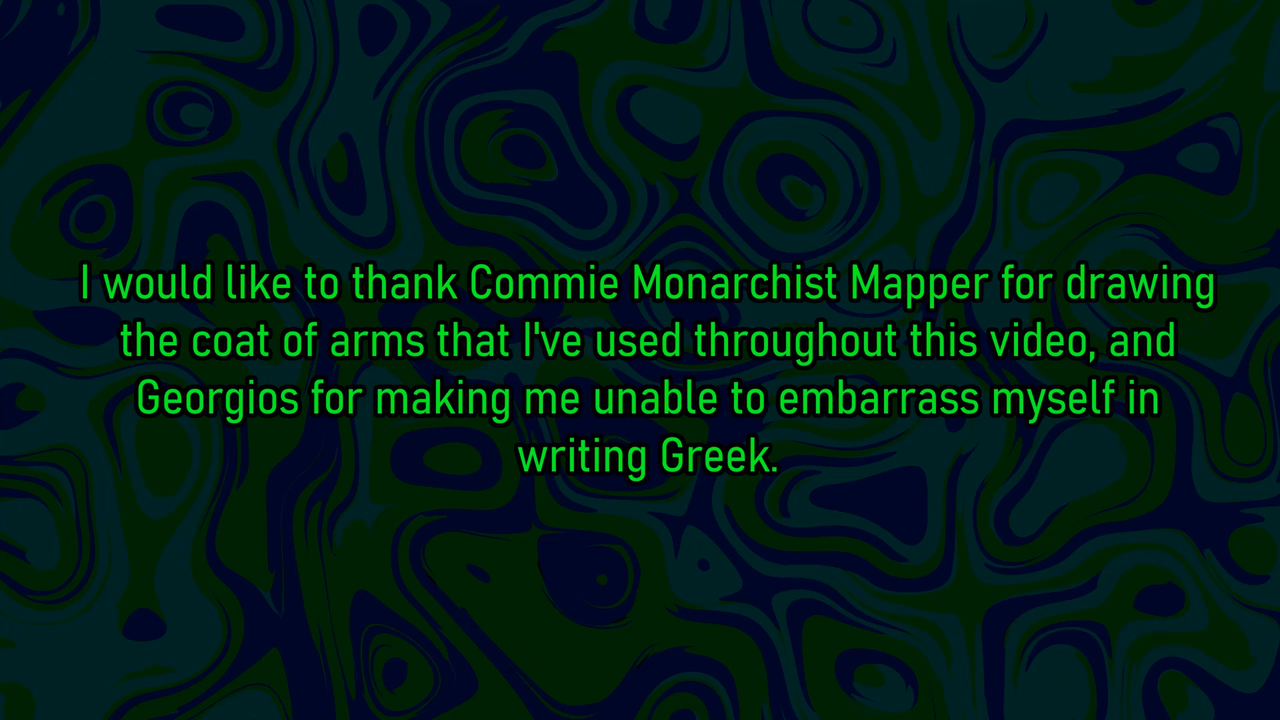 I would like to thank Commie Monarchist Mapper for drawing
the coat of arms that I've used throughout this video, and
Georgios for making me unable to embarrass myself in
writing Greek.